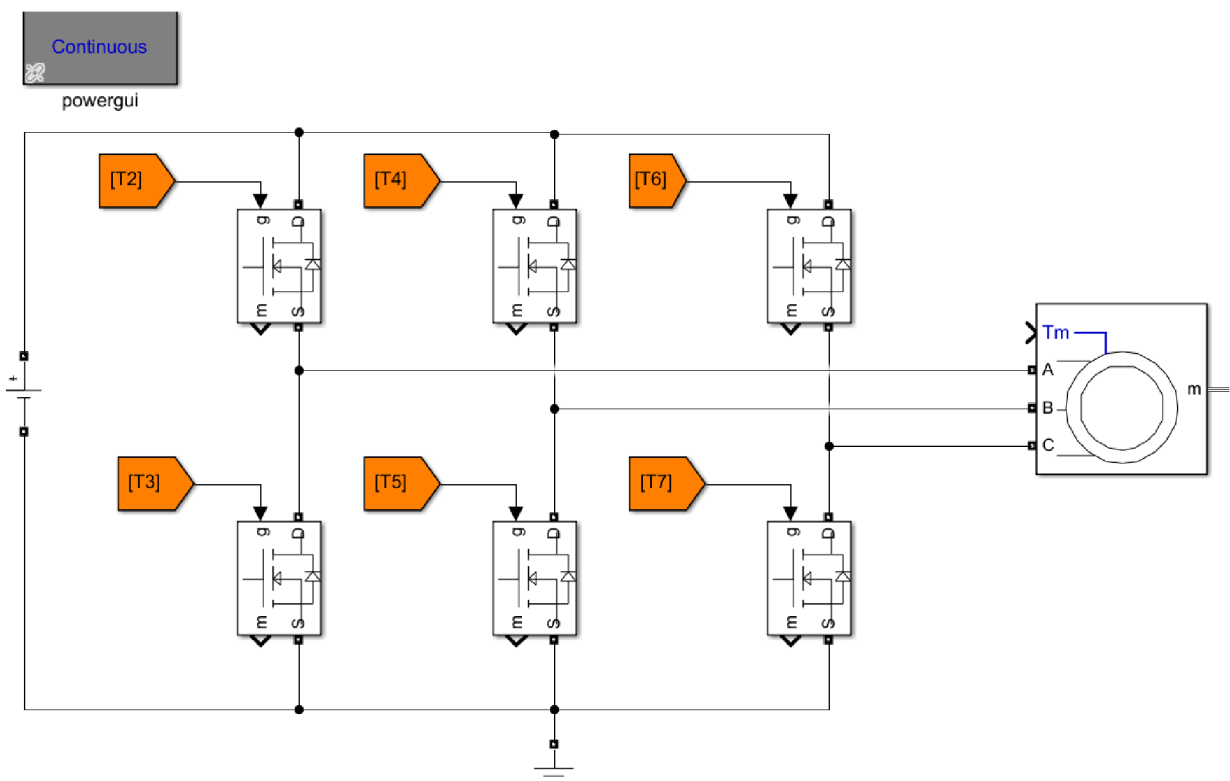 Continuous
powergui
[T2]
[T4]
[T6]
g D
g D
g D
m S
m S
m S
Tm
A
m
B
C
+
[T3]
[T5]
[T7]
g D
g D
g D
m S
m S
m S